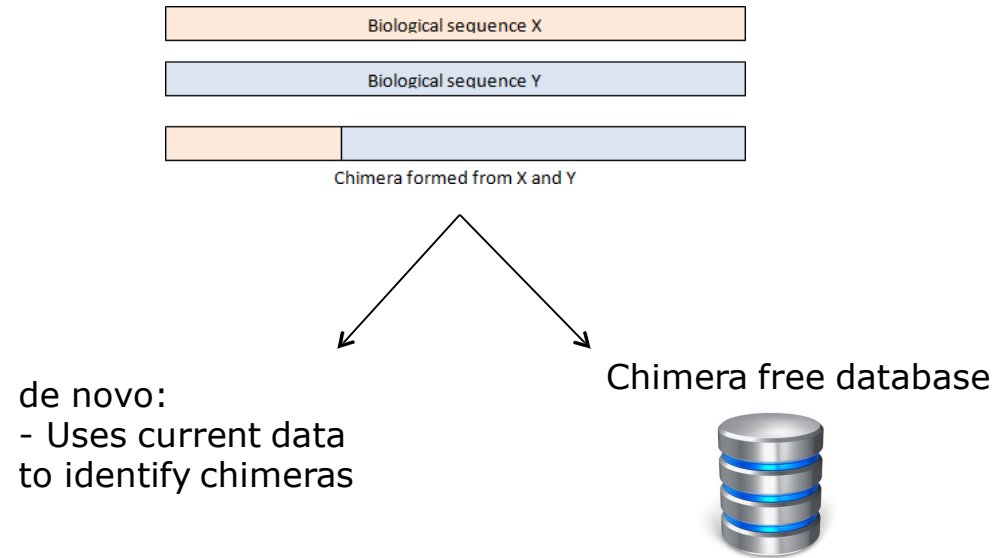 Biological sequence X
Biological sequence Y
Chimera formed from X and Y
de novo:
- Uses current data
to identify chimeras
Chimera free database